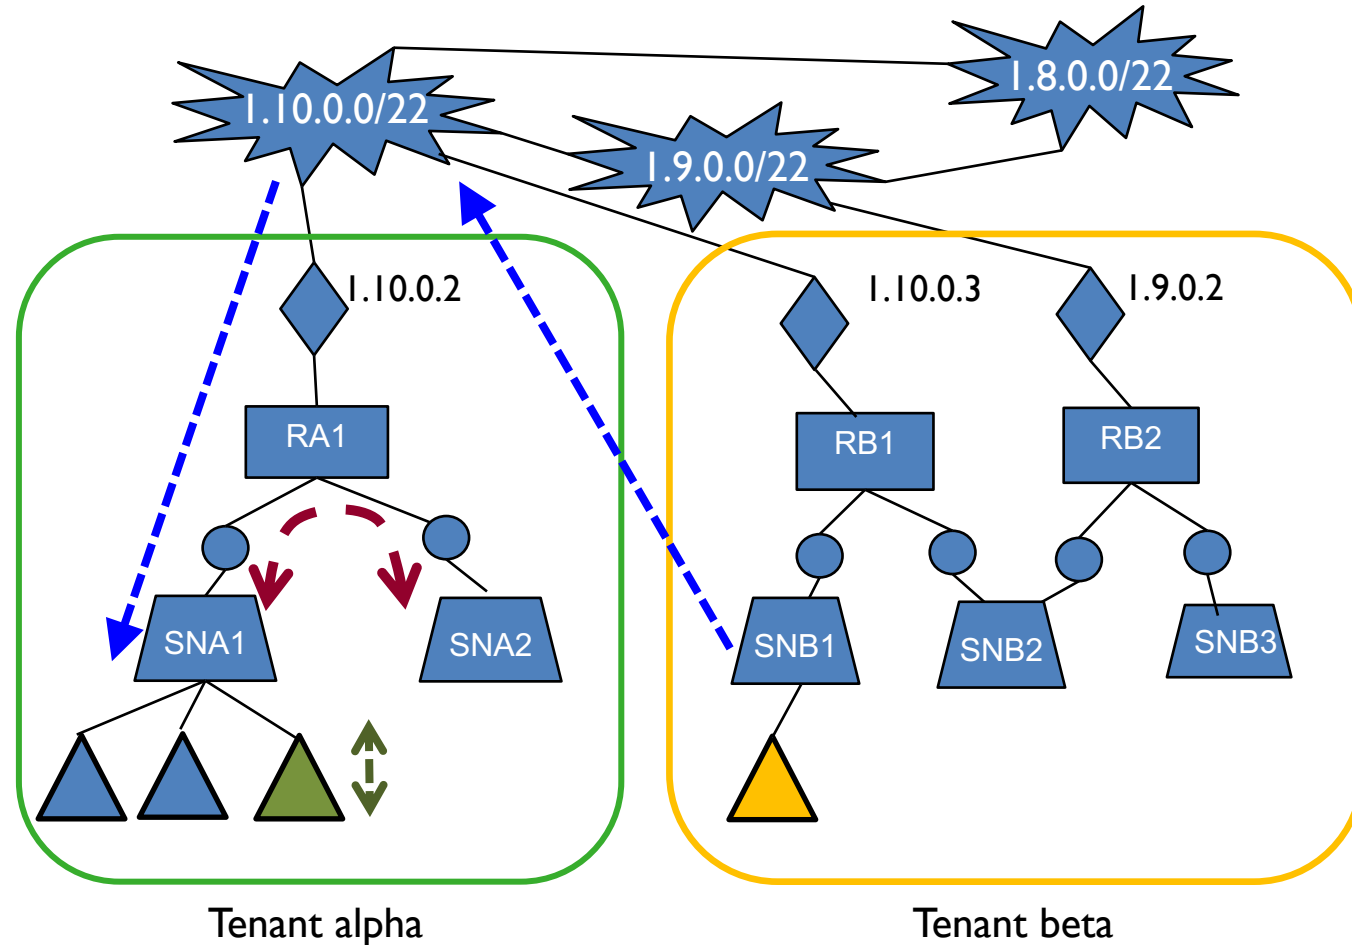 1.8.0.0/22
1.10.0.0/22
1.9.0.0/22
1.10.0.2
1.10.0.3
1.9.0.2
RA1
RB1
RB2
SNA1
SNA2
SNB1
SNB2
SNB3
Tenant alpha
Tenant beta